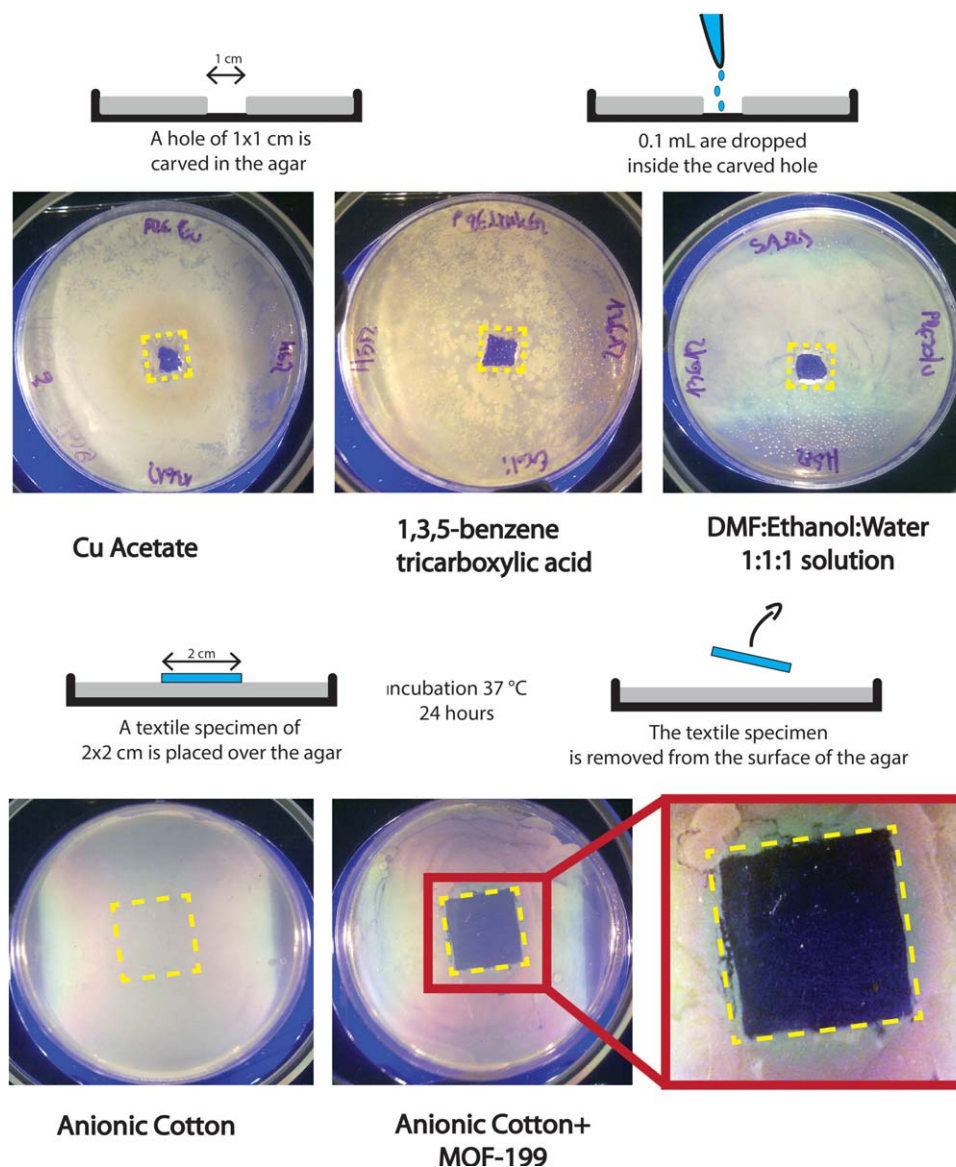 1 cm
A hole of 1x1 cm is
carved in the agar
0.1 mL are dropped
inside the carved hole
Cu Acetate
1,3,5-benzene
tricarboxylic acid
DMF:Ethanol:Water
1:1:1 solution
2 cm
A textile specimen of
2x2 cm is placed over the agar
incubation 37 °C
24 hours
The textile specimen
is removed from the surface of the agar
Anionic Cotton
Anionic Cotton+
MOF-199